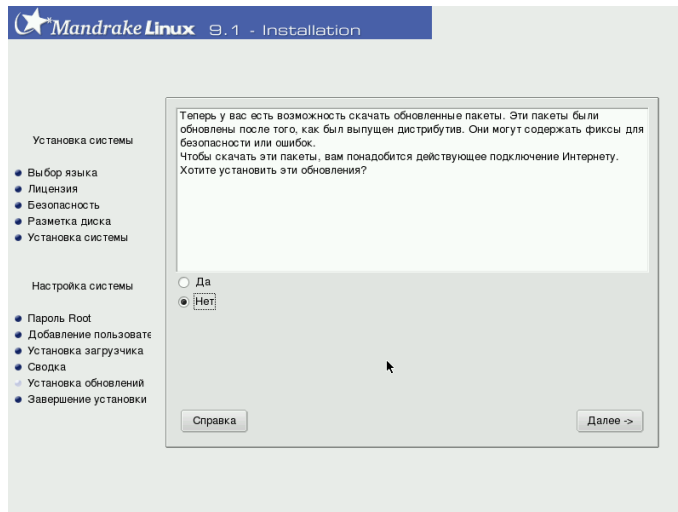 Mandrake Linux 9.1 - Installation
Установка системы
Выбор языка
Лицензия
Безопасность
Разметка диска
Установка системы
Настройка системы
Пароль Root
Добавление пользовате
Установка загрузчика
Сводка
Установка обновлений
Завершение установки
Теперь у вас есть возможность скачать обновленные пакеты. Эти пакеты были
обновлены после того, как был выпущен дистрибутив. Они могут содержать фиксы для
безопасности или ошибок.
Чтобы скачать эти пакеты, вам понадобится действующее подключение Интернету.
Хотите установить эти обновления?
Да
Нет
Справка
Далее ->